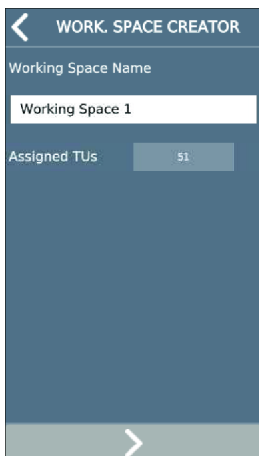 WORK. SPACE CREATOR
Working Space Name
Working Space 1
Assigned TUs 51